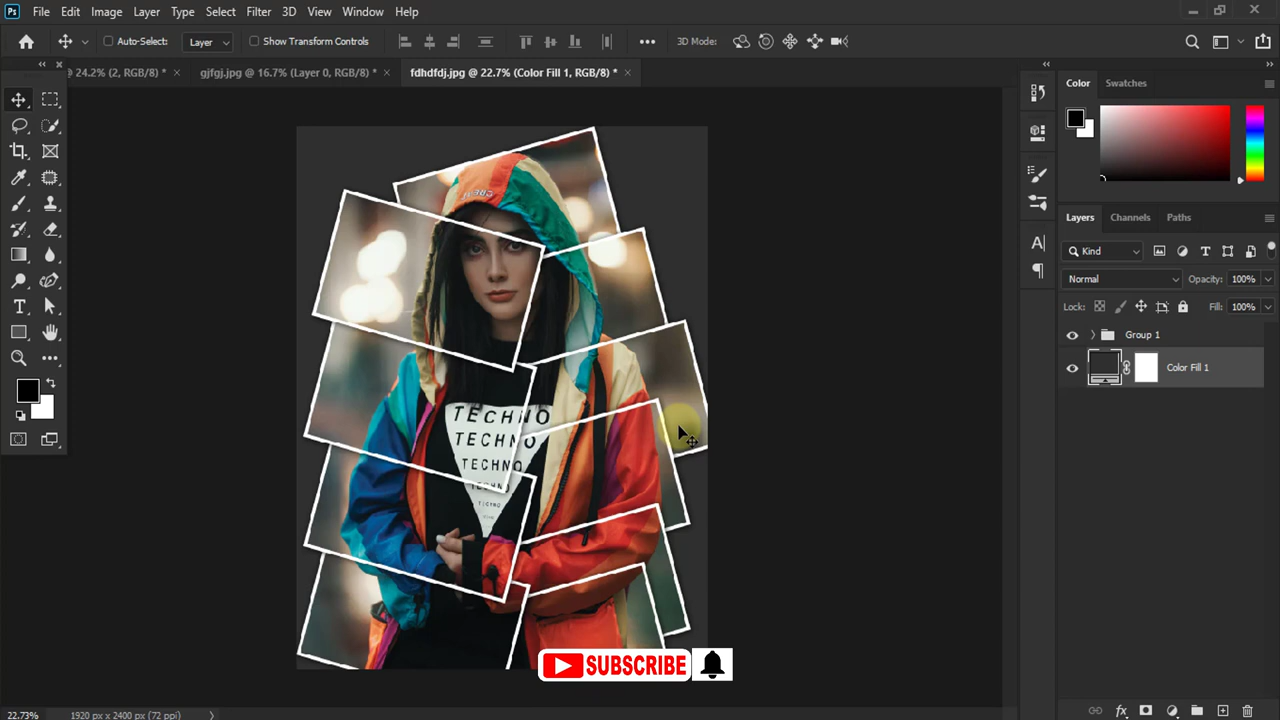 Ps File Edit Image Layer Type Select Filter 3D View Window Help
Auto-Select: Layer Show Transform Controls 3D Mode:
@ 24.2% (2, RGB/8) * × gjfgj.jpg @ 16.7% (Layer 0, RGB/8) * × fdhdfdj.jpg @ 22.7% (Color Fill 1, RGB/8) * ×
Color Swatches
Layers Channels Paths
Kind
Normal Opacity: 100%
Lock: Fill: 100%
Group 1
Color Fill 1
TECHNO
TECHNO
TECHNO
TECHNO
TECHNO
SUBSCRIBE
22.73% 1920 px x 2400 px (72 ppi)